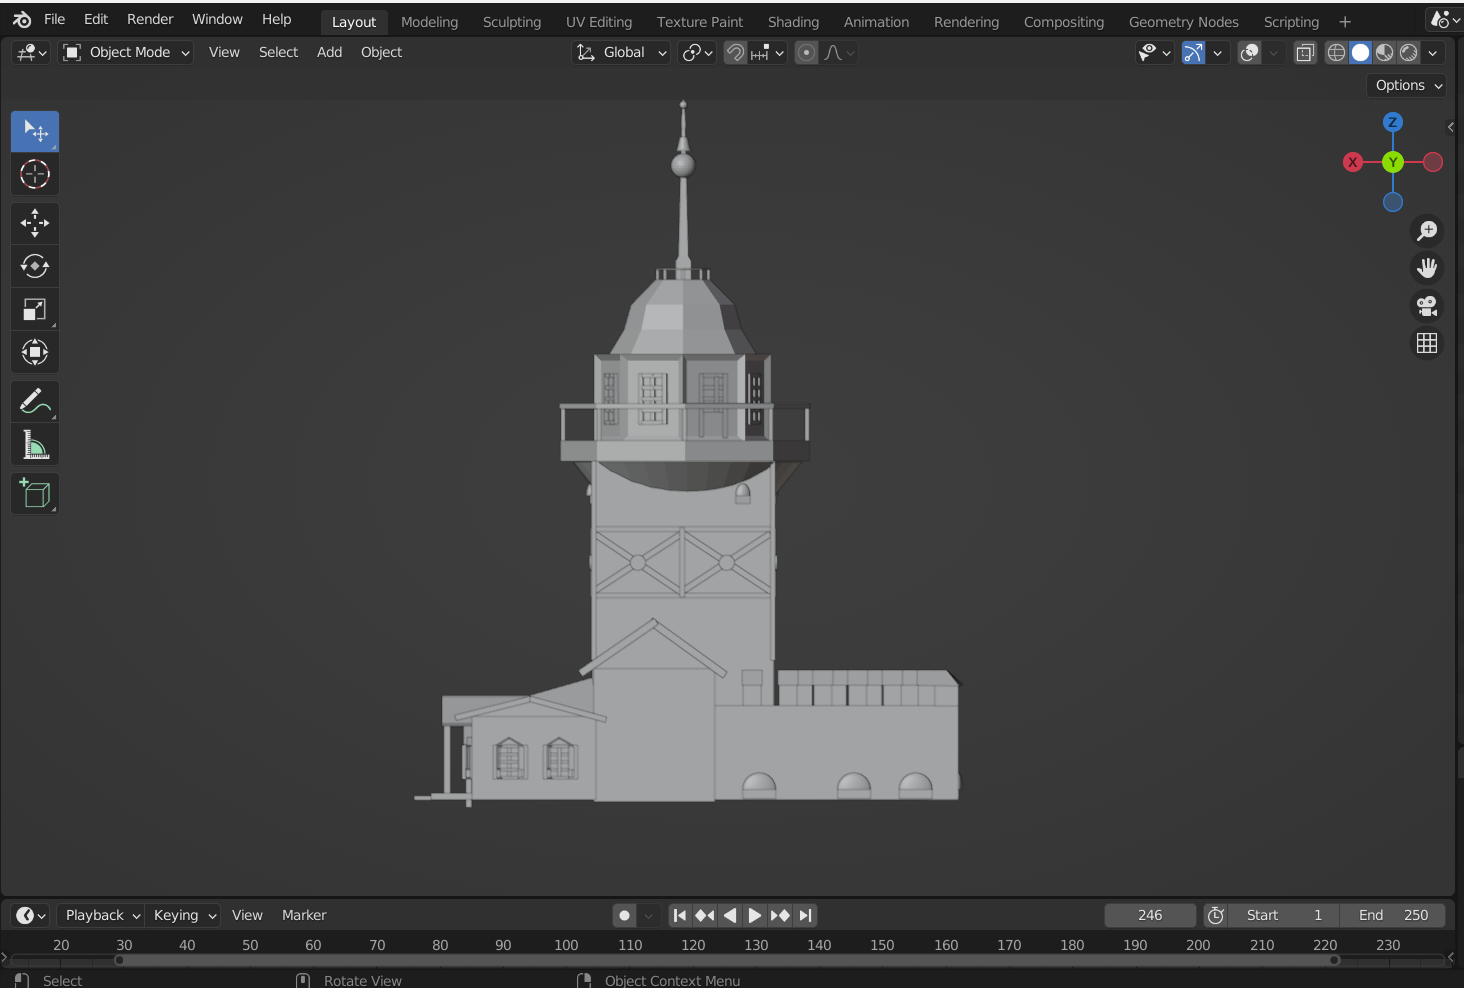 File Edit Render Window Help Layout Modeling Sculpting UV Editing Texture Paint Shading Animation Rendering Compositing Geometry Nodes Scripting +
Object Mode View Select Add Object Global
Options
Z
X Y
Playback Keying View Marker 246 Start 1 End 250
20 30 40 50 60 70 80 90 100 110 120 130 140 150 160 170 180 190 200 210 220 230
Select Rotate View Object Context Menu